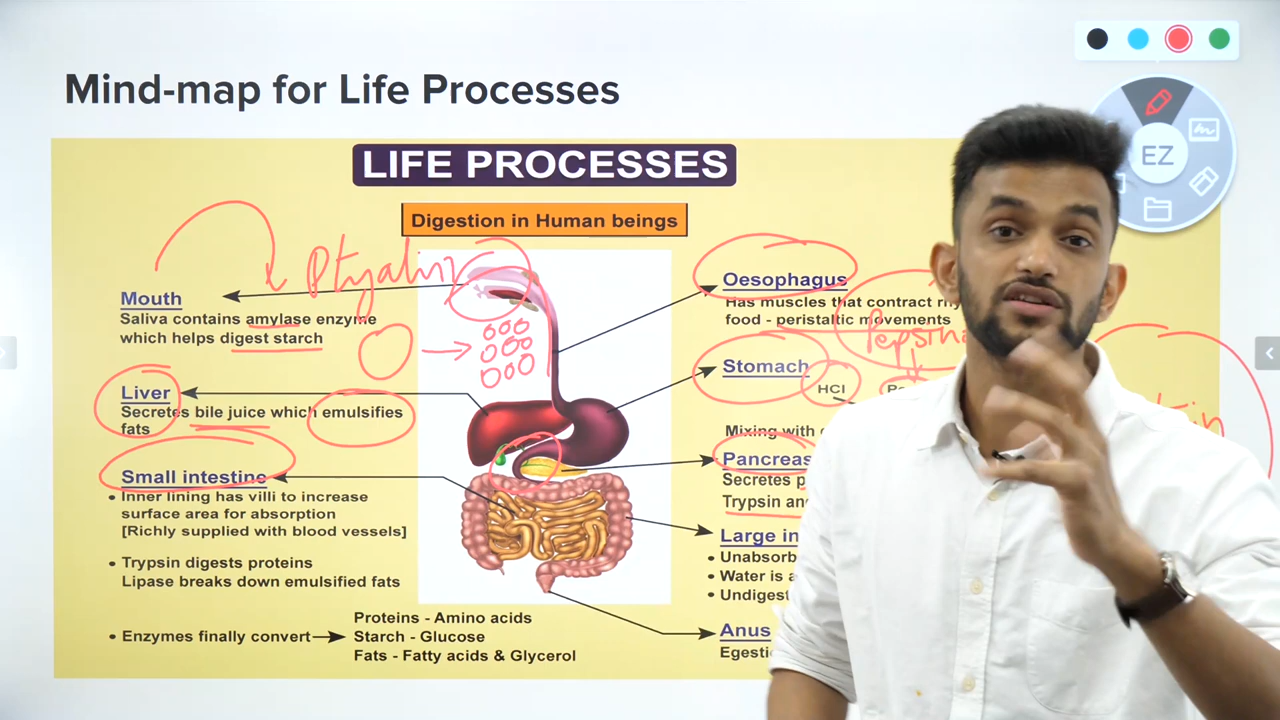 Mind-map for Life Processes
EZ
LIFE PROCESSES
Digestion in Human beings
Ptyalin
Mouth
Saliva contains amylase enzyme
which helps digest starch
Liver
Secretes bile juice which emulsifies
fats
Small intestine
• Inner lining has villi to increase
surface area for absorption
[Richly supplied with blood vessels]
• Trypsin digests proteins
Lipase breaks down emulsified fats
• Enzymes finally convert
Proteins - Amino acids
Starch - Glucose
Fats - Fatty acids & Glycerol
Oesophagus
Has muscles that contract
food - peristaltic movements
Stomach
HCl
Mixing with
Pancreas
Secretes
Trypsin
Large
• Unabsorb
• Water is
• Undigest
Anus
Egesti